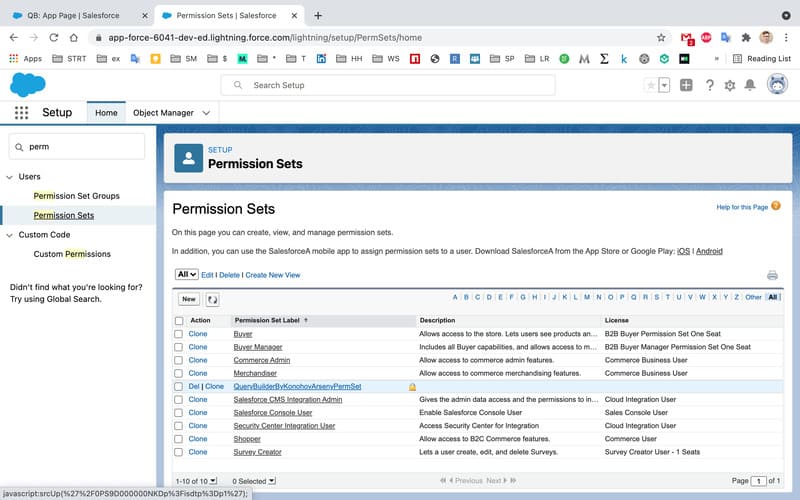 QB: App Page | Salesforce
Permission Sets | Salesforce
app-force-6041-dev-ed.lightning.force.com/lightning/setup/PermSets/home
Apps STRT ex SM $ M. * T HH WS SP LR » Reading List
Search Setup
Setup Home Object Manager
perm
Users
Permission Set Groups
Permission Sets
Custom Code
Custom Permissions
Didn't find what you're looking for?
Try using Global Search.
SETUP
Permission Sets
Permission Sets
Help for this Page
On this page you can create, view, and manage permission sets.
In addition, you can use the SalesforceA mobile app to assign permission sets to a user. Download SalesforceA from the App Store or Google Play: iOS | Android
All Edit | Delete | Create New View
New A B C D E F G H I J K L M N O P Q R S T U V W X Y Z Other All
Action Permission Set Label ↑ Description License
Clone Buyer Allows access to the store. Lets users see products an... B2B Buyer Permission Set One Seat
Clone Buyer Manager Includes all Buyer capabilities, and allows access to m... B2B Buyer Manager Permission Set One Seat
Clone Commerce Admin Allow access to commerce admin features. Commerce Business User
Clone Merchandiser Allow access to commerce merchandising features. Commerce Business User
Del | Clone QueryBuilderByKonohovArsenyPermSet
Clone Salesforce CMS Integration Admin Gives the admin data access and the permissions to in... Cloud Integration User
Clone Salesforce Console User Enable Salesforce Console User Sales Console User
Clone Security Center Integration User Access Security Center for Integration Cloud Integration User
Clone Shopper Allow access to B2C Commerce features. Commerce User
Clone Survey Creator Lets a user create, edit, and delete Surveys. Survey Creator User - 1 Seats
1-10 of 10 0 Selected Previous Next Page 1 of 1
javascript:srcUp(%27%2F0PS9D000000NKDp%3Fisdtp%3Dp1%27);